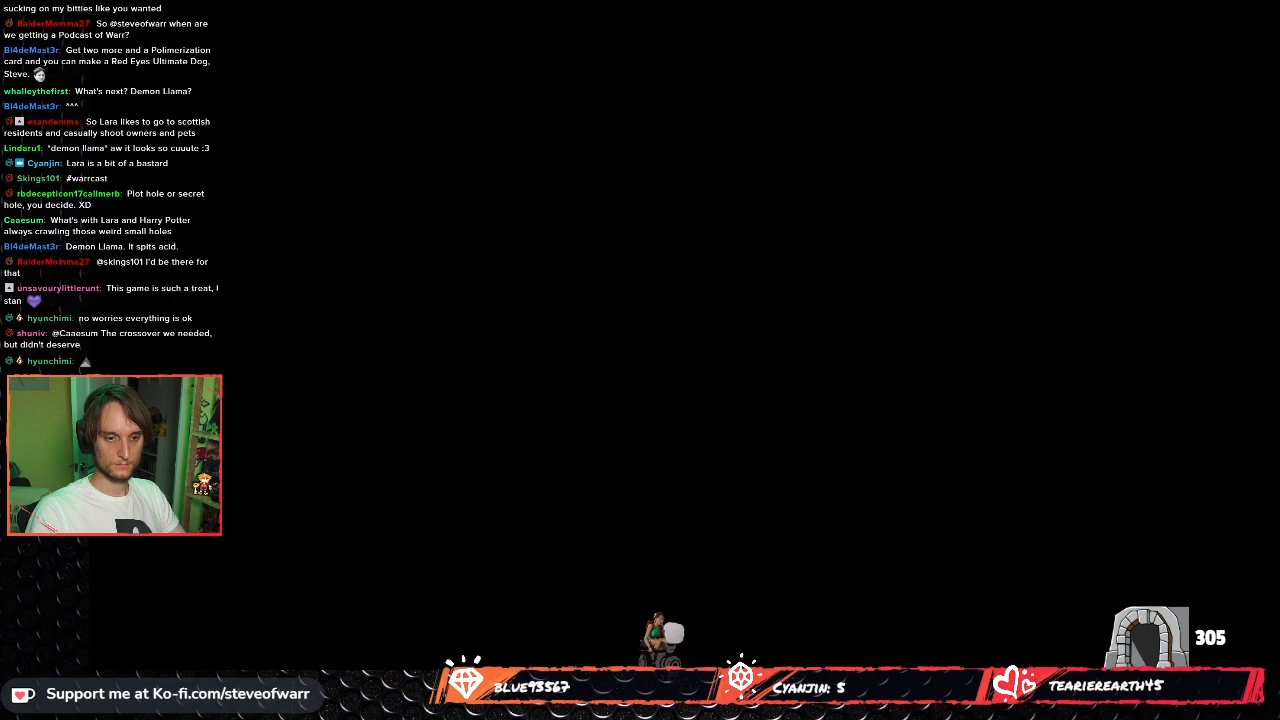 sucking on my bitties like you wanted
RaiderMomma27 So @steveofwarr when are
we getting a Podcast of Warr?
Bl4deMast3r: Get two more and a Polimerization
card and you can make a Red Eyes Ultimate Dog,
Steve.
whalleythefirst: What's next? Demon Llama?
Bl4deMast3r: ^^^
esandemma: So Lara likes to go to scottish
residents and casually shoot owners and pets
Lindaru1: *demon llama* aw it looks so cuuute :3
Cyanjin: Lara is a bit of a bastard
Skings101: #warrcast
rbdecepticon17callmerb: Plot hole or secret
hole, you decide. XD
Caaesum: What's with Lara and Harry Potter
always crawling those weird small holes
Bl4deMast3r: Demon Llama. It spits acid.
RaiderMomma27 @skings101 I'd be there for
that
unsavourylittlerunt: This game is such a treat, I
stan
hyunchimi: no worries everything is ok
shuniv: @Caaesum The crossover we needed,
but didn't deserve
hyunchimi:
305
Support me at Ko-fi.com/steveofwarr
BLUE93567
CYANJIN: 5
TEARIEREARTH45